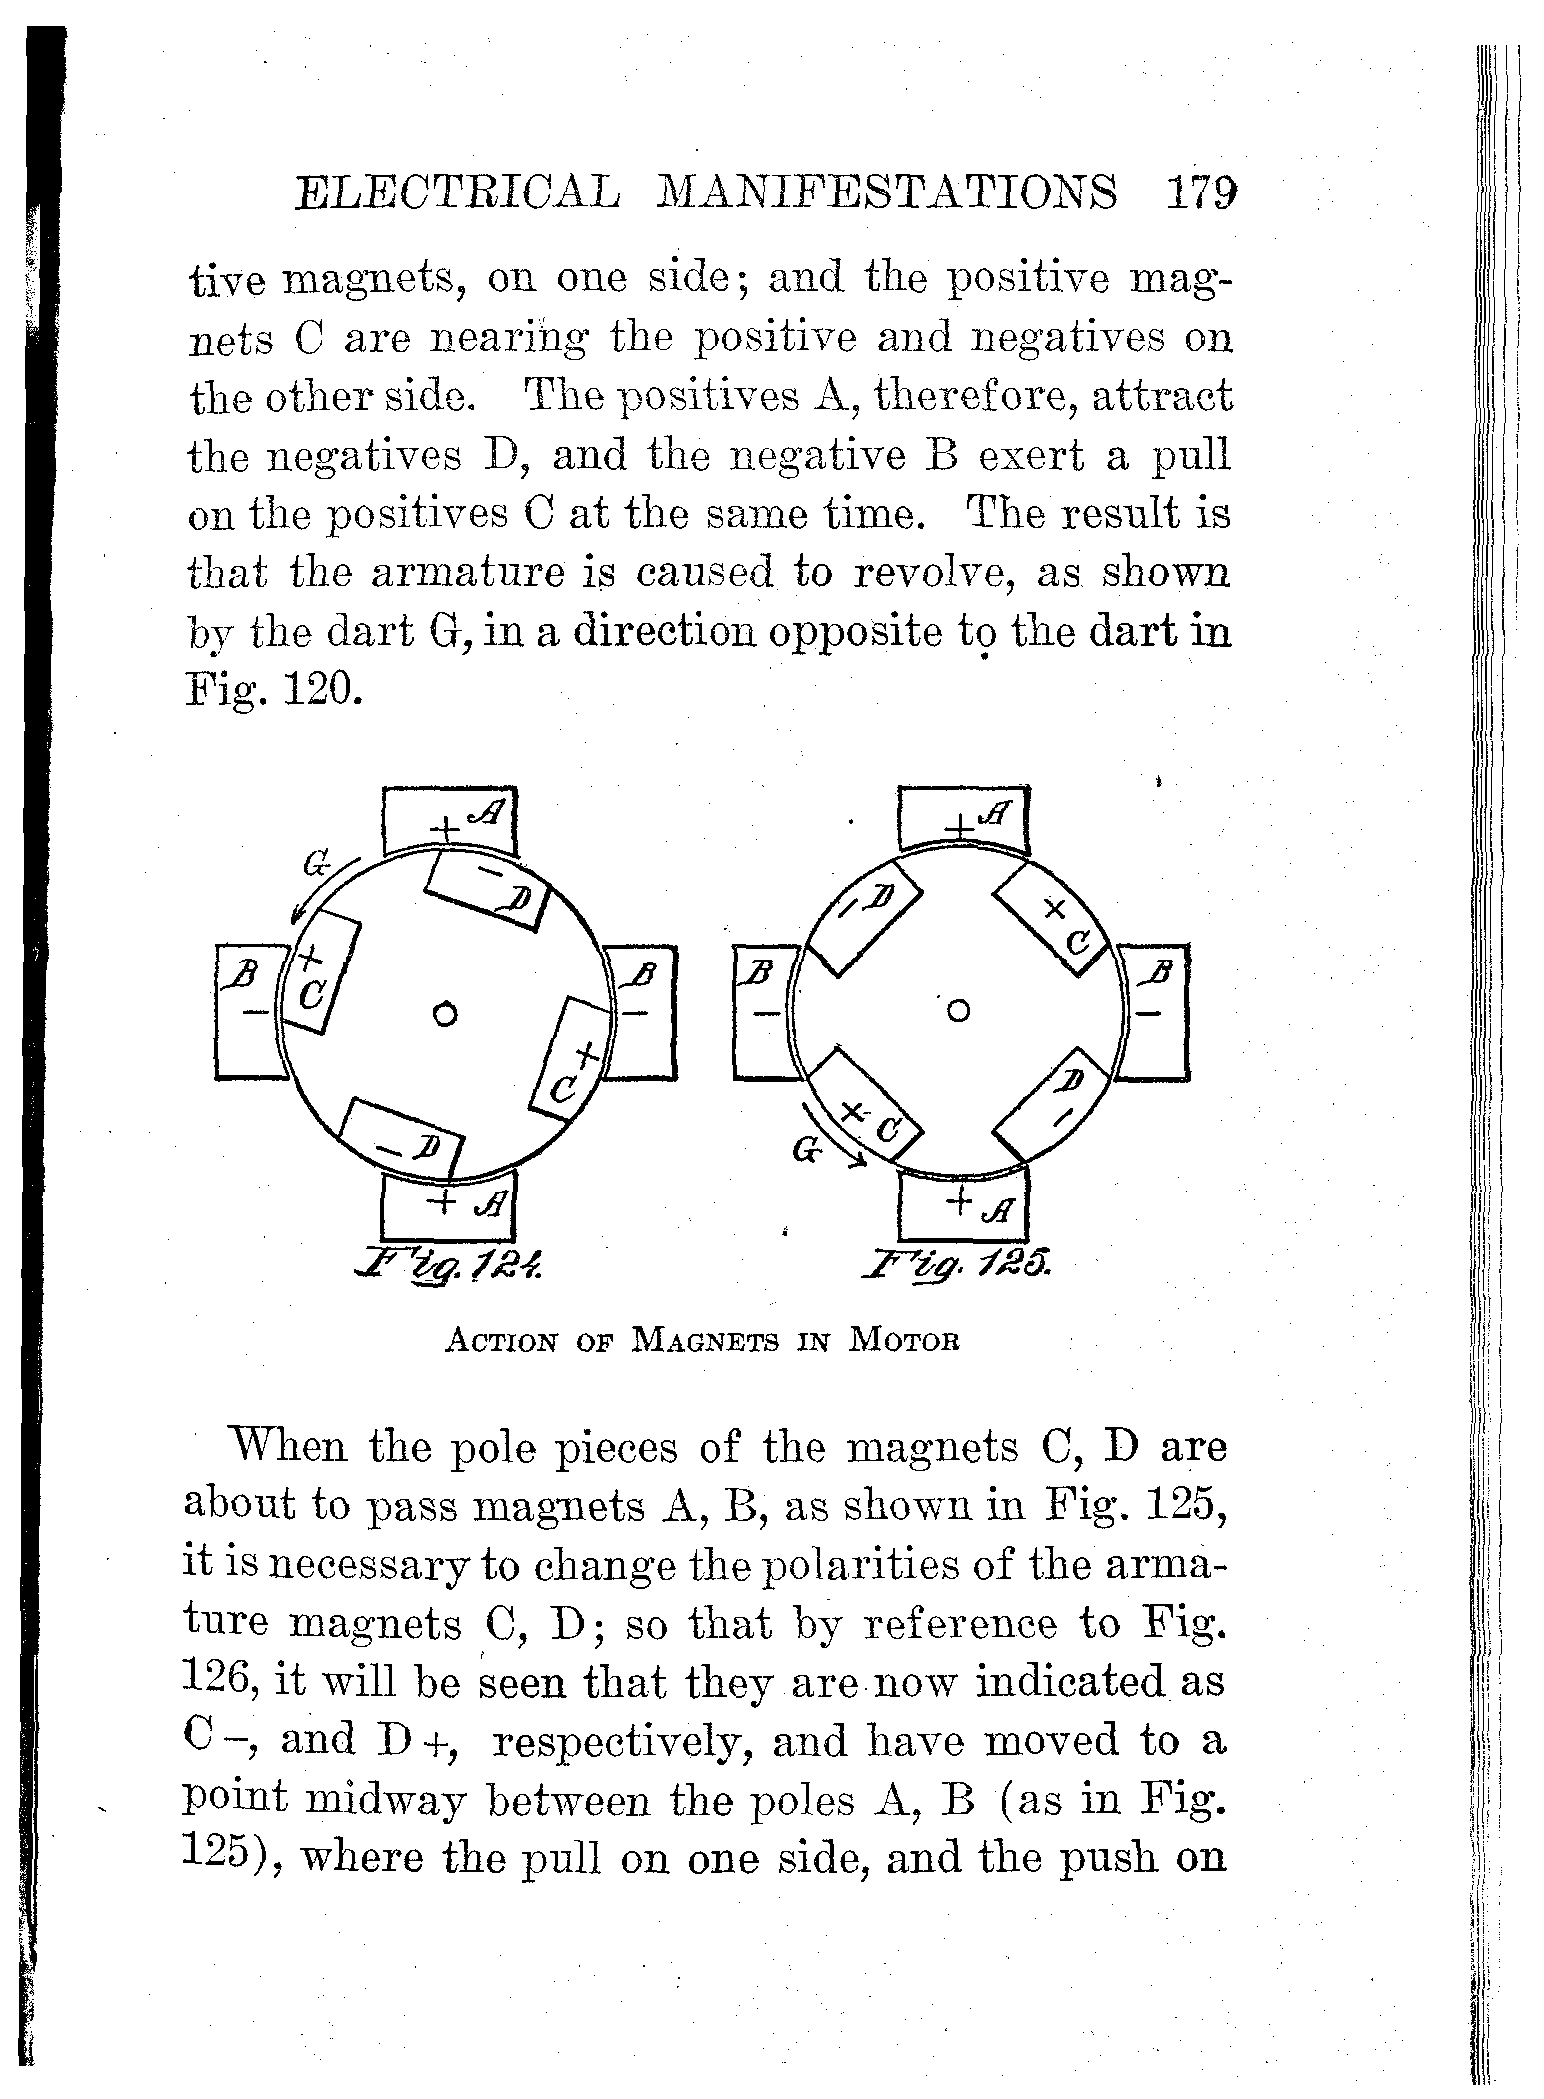 ELECTRICAL MANIFESTATIONS 179
tive magnets, on one side; and the positive mag-
nets C are nearing the positive and negatives on
the other side. The positives A, therefore, attract
the negatives D, and the negative B exert a pull
on the positives C at the same time. The result is
that the armature is caused to revolve, as shown
by the dart G, in a direction opposite to the dart in
Fig. 120.
+ A
G
- D
+ C
B -
B -
+ C
- D
+ A
Fig. 124.
+ A
- D
+ C
B -
B -
+ C
D -
G
+ A
Fig. 125.
ACTION OF MAGNETS IN MOTOR
When the pole pieces of the magnets C, D are
about to pass magnets A, B, as shown in Fig. 125,
it is necessary to change the polarities of the arma-
ture magnets C, D; so that by reference to Fig.
126, it will be seen that they are now indicated as
C -, and D +, respectively, and have moved to a
point midway between the poles A, B (as in Fig.
125), where the pull on one side, and the push on